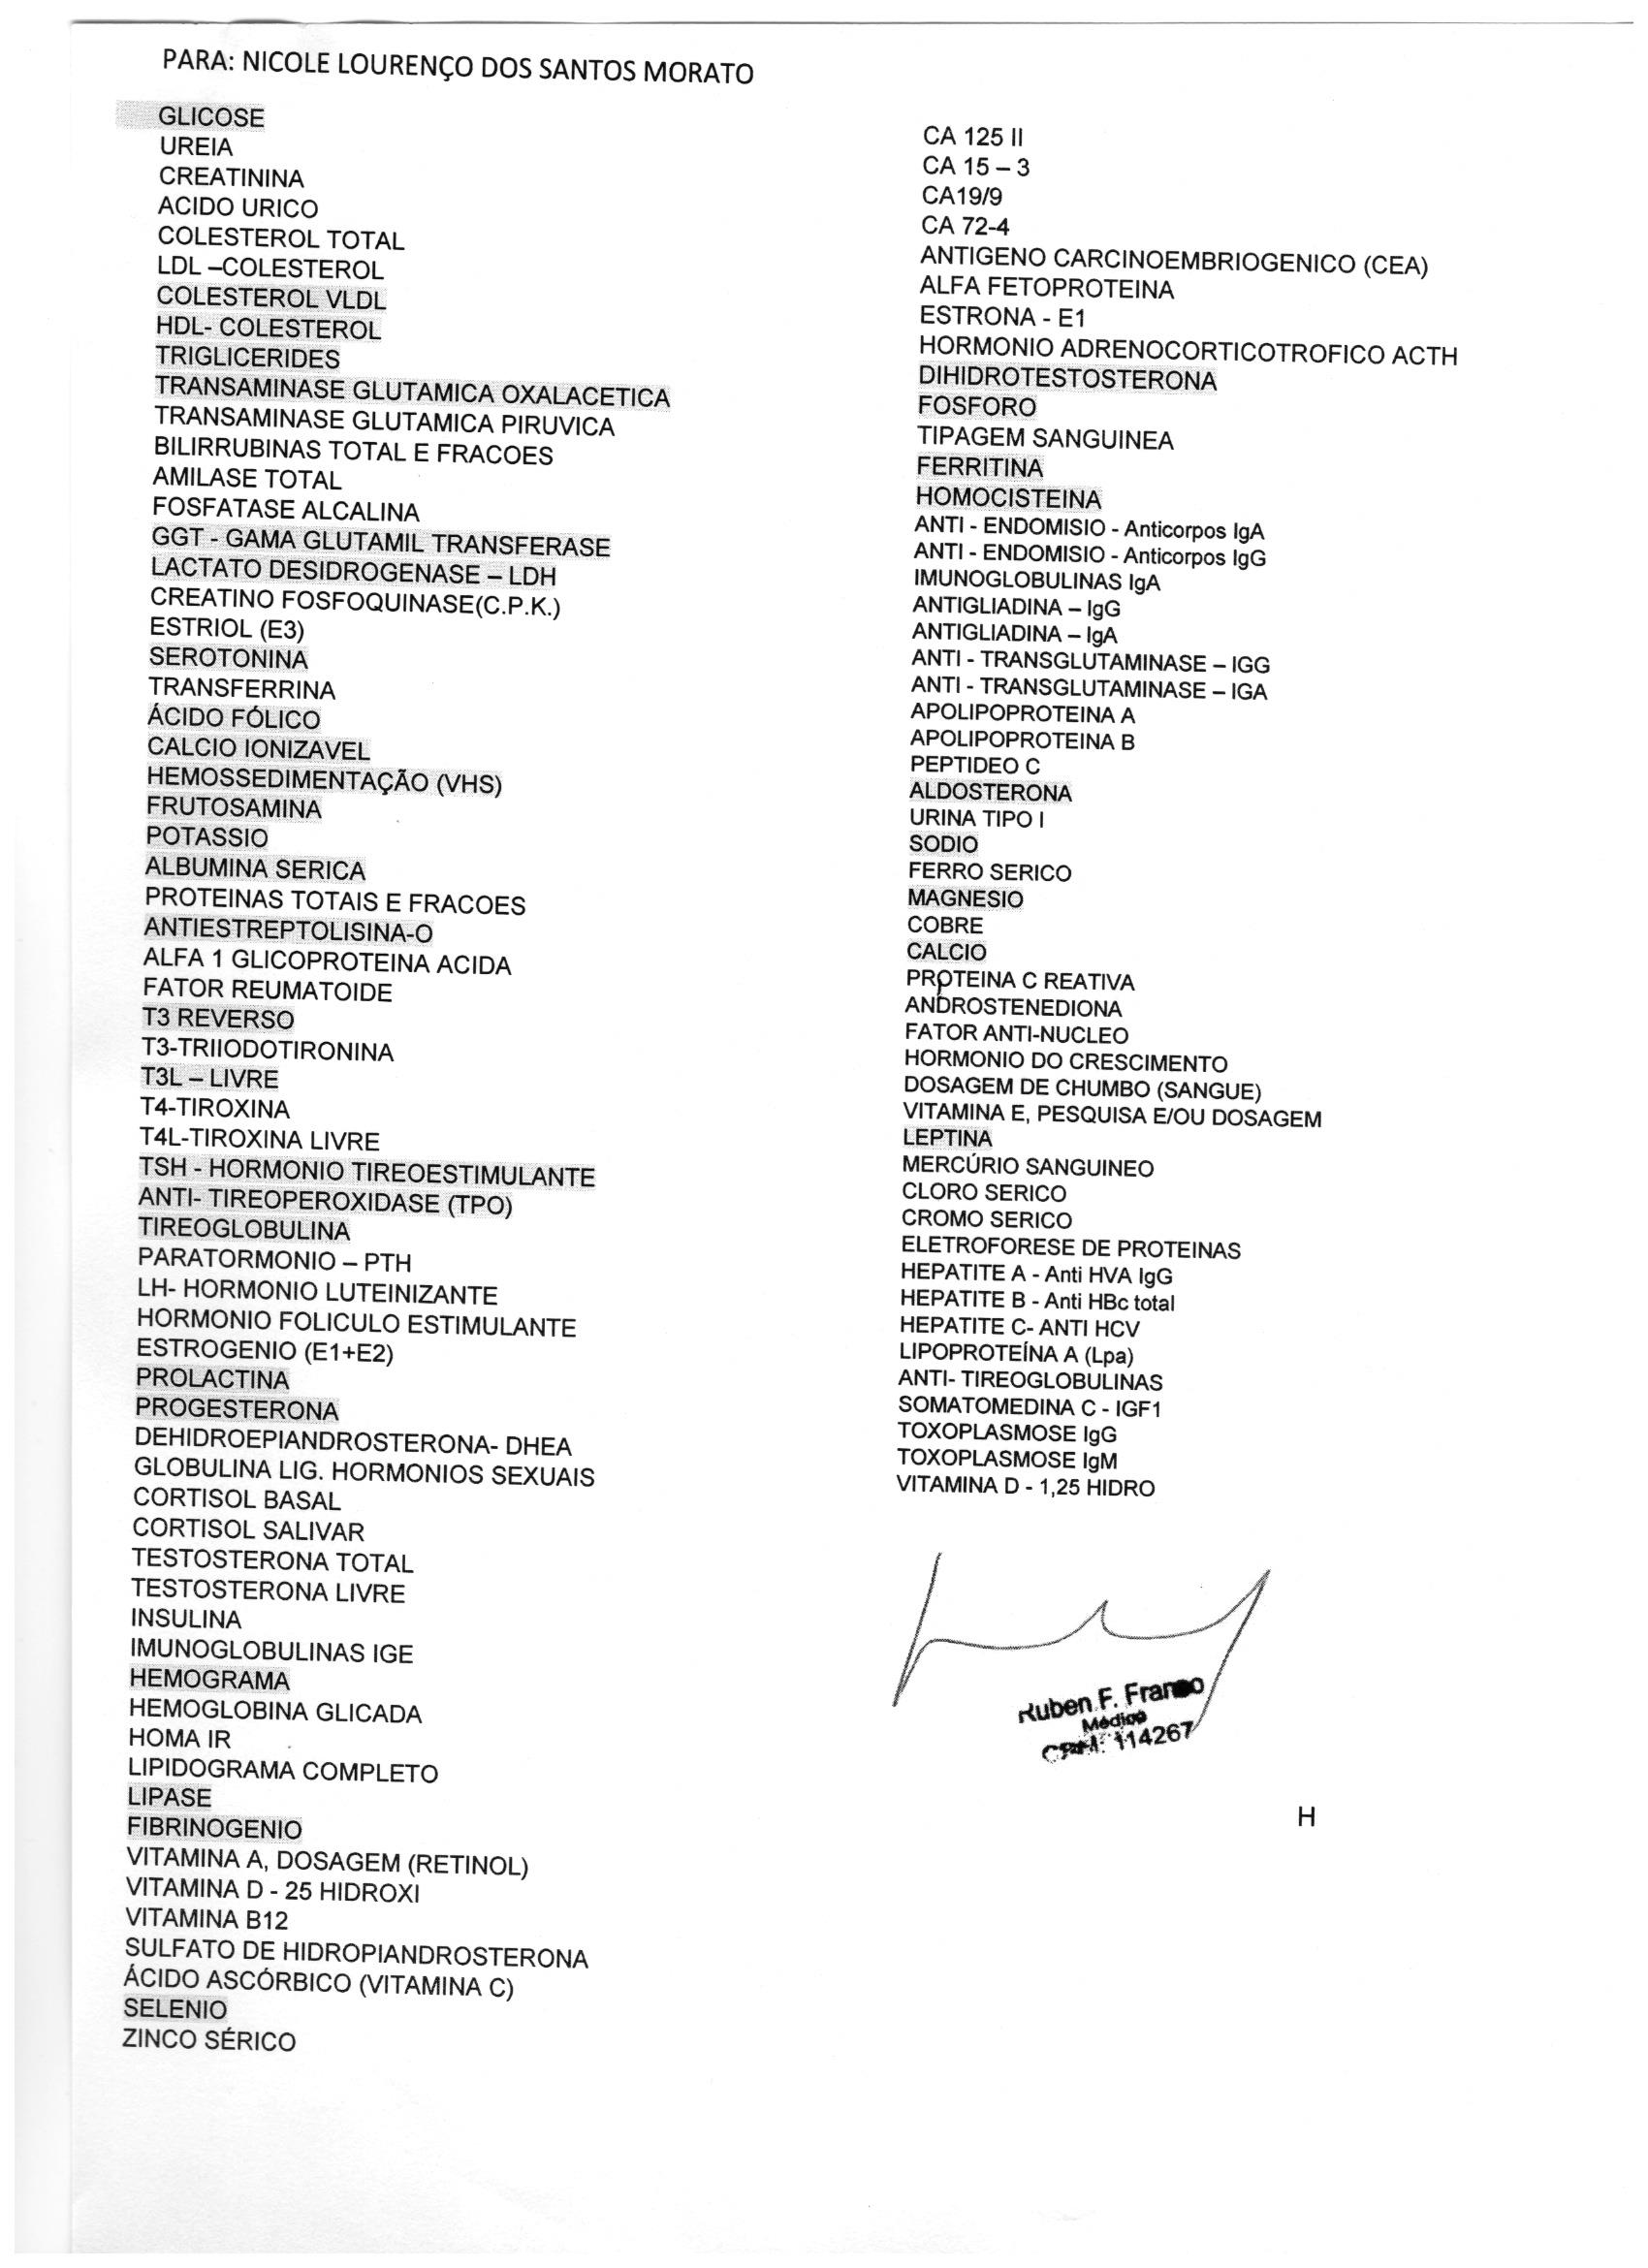 PARA: NICOLE LOURENÇO DOS SANTOS MORATO
GLICOSE
UREIA
CREATININA
ACIDO URICO
COLESTEROL TOTAL
LDL –COLESTEROL
COLESTEROL VLDL
HDL- COLESTEROL
TRIGLICERIDES
TRANSAMINASE GLUTAMICA OXALACETICA
TRANSAMINASE GLUTAMICA PIRUVICA
BILIRRUBINAS TOTAL E FRACOES
AMILASE TOTAL
FOSFATASE ALCALINA
GGT - GAMA GLUTAMIL TRANSFERASE
LACTATO DESIDROGENASE – LDH
CREATINO FOSFOQUINASE(C.P.K.)
ESTRIOL (E3)
SEROTONINA
TRANSFERRINA
ÁCIDO FÓLICO
CALCIO IONIZAVEL
HEMOSSEDIMENTAÇÃO (VHS)
FRUTOSAMINA
POTASSIO
ALBUMINA SERICA
PROTEINAS TOTAIS E FRACOES
ANTIESTREPTOLISINA-O
ALFA 1 GLICOPROTEINA ACIDA
FATOR REUMATOIDE
T3 REVERSO
T3-TRIIODOTIRONINA
T3L – LIVRE
T4-TIROXINA
T4L-TIROXINA LIVRE
TSH - HORMONIO TIREOESTIMULANTE
ANTI- TIREOPEROXIDASE (TPO)
TIREOGLOBULINA
PARATORMONIO – PTH
LH- HORMONIO LUTEINIZANTE
HORMONIO FOLICULO ESTIMULANTE
ESTROGENIO (E1+E2)
PROLACTINA
PROGESTERONA
DEHIDROEPIANDROSTERONA- DHEA
GLOBULINA LIG. HORMONIOS SEXUAIS
CORTISOL BASAL
CORTISOL SALIVAR
TESTOSTERONA TOTAL
TESTOSTERONA LIVRE
INSULINA
IMUNOGLOBULINAS IGE
HEMOGRAMA
HEMOGLOBINA GLICADA
HOMA IR
LIPIDOGRAMA COMPLETO
LIPASE
FIBRINOGENIO
VITAMINA A, DOSAGEM (RETINOL)
VITAMINA D - 25 HIDROXI
VITAMINA B12
SULFATO DE HIDROPIANDROSTERONA
ÁCIDO ASCÓRBICO (VITAMINA C)
SELENIO
ZINCO SÉRICO
CA 125 II
CA 15 – 3
CA19/9
CA 72-4
ANTIGENO CARCINOEMBRIOGENICO (CEA)
ALFA FETOPROTEINA
ESTRONA - E1
HORMONIO ADRENOCORTICOTROFICO ACTH
DIHIDROTESTOSTERONA
FOSFORO
TIPAGEM SANGUINEA
FERRITINA
HOMOCISTEINA
ANTI - ENDOMISIO - Anticorpos IgA
ANTI - ENDOMISIO - Anticorpos IgG
IMUNOGLOBULINAS IgA
ANTIGLIADINA – IgG
ANTIGLIADINA – IgA
ANTI - TRANSGLUTAMINASE – IGG
ANTI - TRANSGLUTAMINASE – IGA
APOLIPOPROTEINA A
APOLIPOPROTEINA B
PEPTIDEO C
ALDOSTERONA
URINA TIPO I
SODIO
FERRO SERICO
MAGNESIO
COBRE
CALCIO
PROTEINA C REATIVA
ANDROSTENEDIONA
FATOR ANTI-NUCLEO
HORMONIO DO CRESCIMENTO
DOSAGEM DE CHUMBO (SANGUE)
VITAMINA E, PESQUISA E/OU DOSAGEM
LEPTINA
MERCÚRIO SANGUINEO
CLORO SERICO
CROMO SERICO
ELETROFORESE DE PROTEINAS
HEPATITE A - Anti HVA IgG
HEPATITE B - Anti HBc total
HEPATITE C- ANTI HCV
LIPOPROTEÍNA A (Lpa)
ANTI- TIREOGLOBULINAS
SOMATOMEDINA C - IGF1
TOXOPLASMOSE IgG
TOXOPLASMOSE IgM
VITAMINA D - 1,25 HIDRO
Ruben F. Franco
Médico
CRM: 114267
H